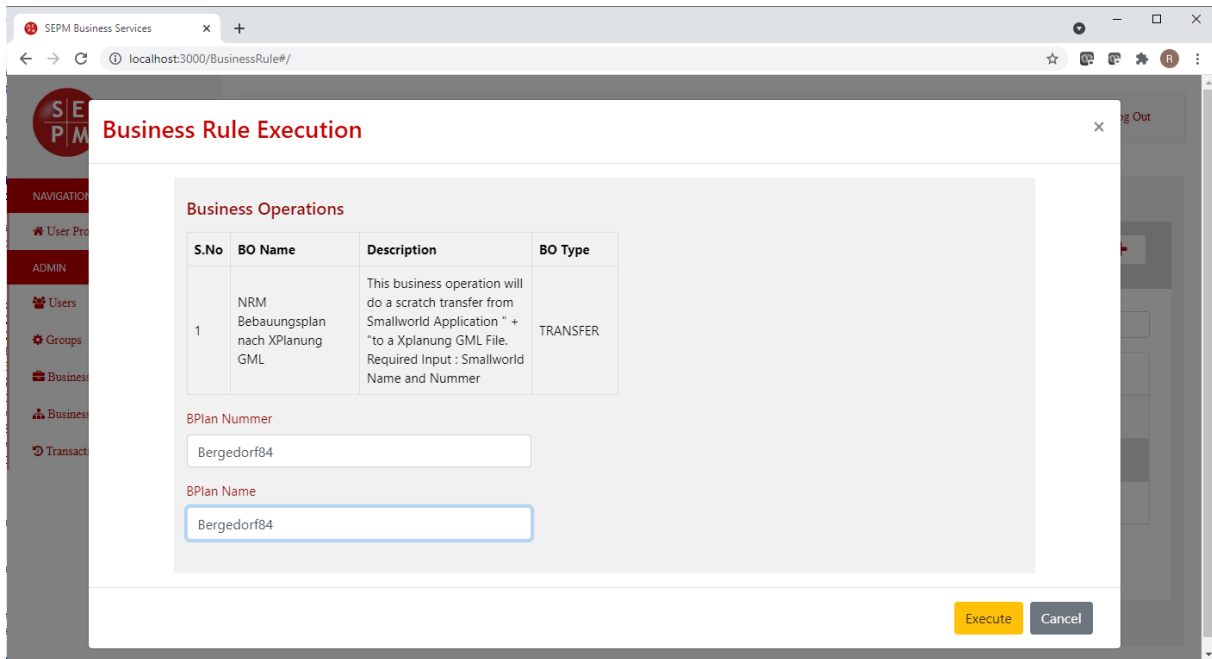 SEPM Business Services
localhost:3000/BusinessRule#/
R
S E
P M
Business Rule Execution
×
og Out
NAVIGATION
User Pro
ADMIN
Users
Groups
Business
Business
Transact
Business Operations
S.No BO Name Description BO Type
1
NRM
Bebauungsplan
nach XPlanung
GML
This business operation will
do a scratch transfer from
Smallworld Application " +
"to a Xplanung GML File.
Required Input : Smallworld
Name and Nummer
TRANSFER
BPlan Nummer
Bergedorf84
BPlan Name
Bergedorf84
Execute Cancel